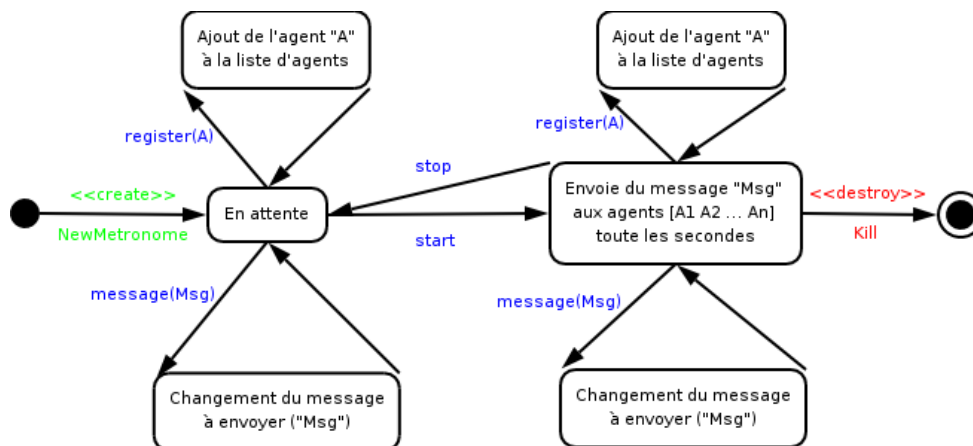 Ajout de l'agent "A"
à la liste d'agents
Ajout de l'agent "A"
à la liste d'agents
register(A)
register(A)
stop
<<create>>
NewMetronome
En attente
start
Envoie du message "Msg"
aux agents [A1 A2 ... An]
toute les secondes
<<destroy>>
Kill
message(Msg)
message(Msg)
Changement du message
à envoyer ("Msg")
Changement du message
à envoyer ("Msg")